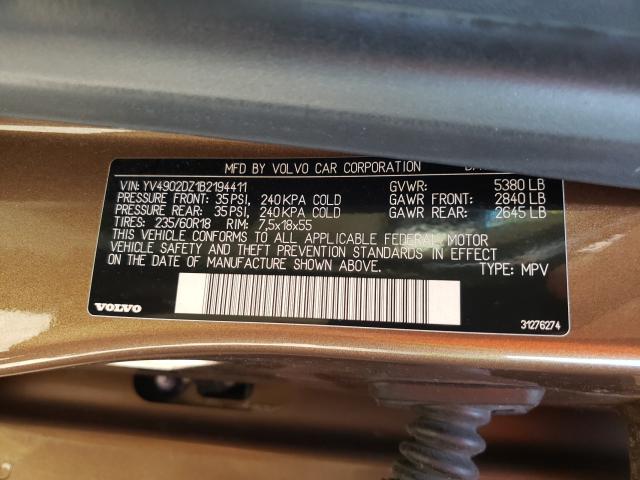 MFD BY VOLVO CAR CORPORATION
VIN: YV4902DZ1B2194411 GVWR: 5380 LB
PRESSURE FRONT: 35PSI, 240KPA COLD GAWR FRONT: 2840 LB
PRESSURE REAR: 35PSI, 240KPA COLD GAWR REAR: 2645 LB
TIRES: 235/60R18 RIM: 7,5x18x55
THIS VEHICLE CONFORMS TO ALL APPLICABLE FEDERAL MOTOR
VEHICLE SAFETY AND THEFT PREVENTION STANDARDS IN EFFECT
ON THE DATE OF MANUFACTURE SHOWN ABOVE. TYPE: MPV
VOLVO 31276274